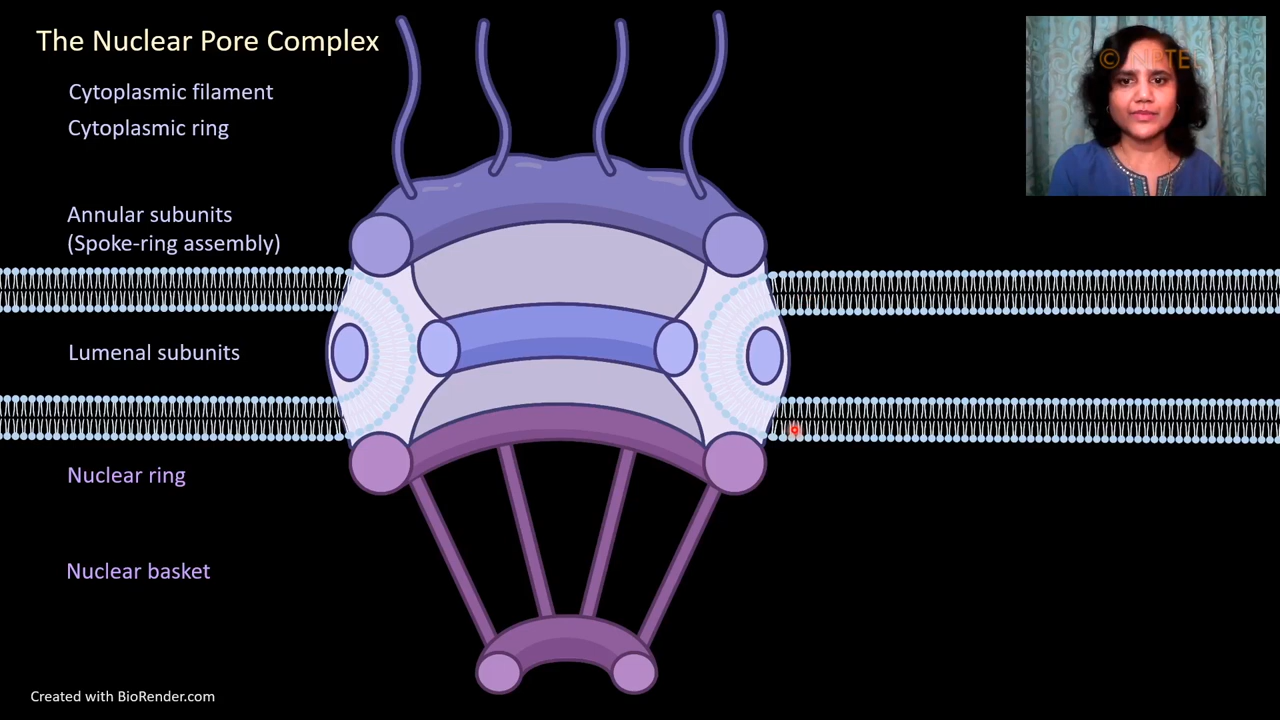 The Nuclear Pore Complex
© NPTEL
Cytoplasmic filament
Cytoplasmic ring
Annular subunits
(Spoke-ring assembly)
Lumenal subunits
Nuclear ring
Nuclear basket
Created with BioRender.com